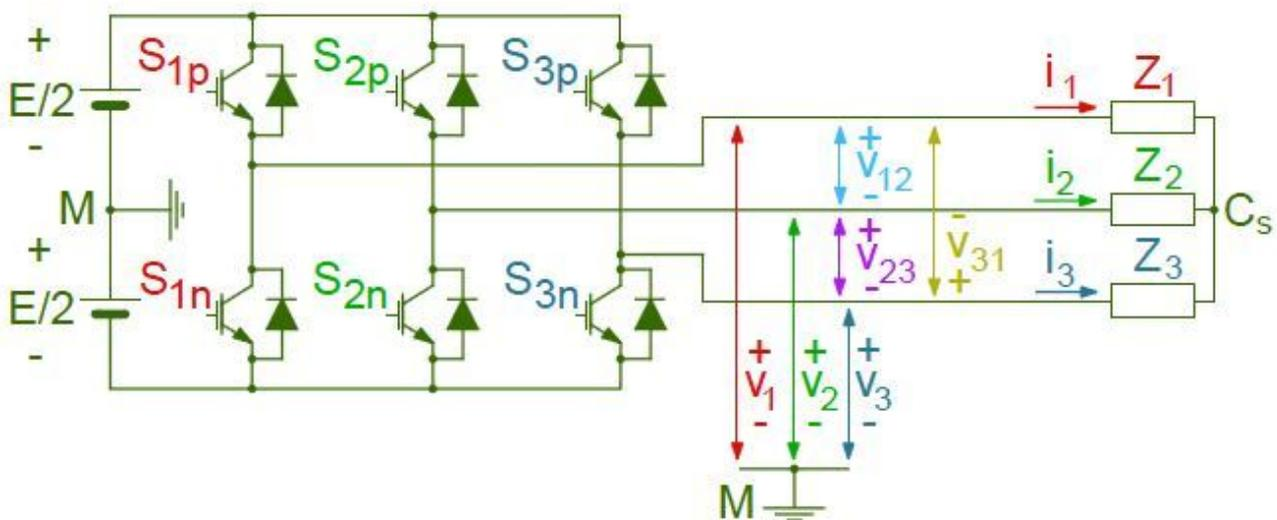 +
E/2
-
M
+
E/2
-
S1p
S2p
S3p
S1n
S2n
S3n
i1
Z1
i2
Z2
i3
Z3
Cs
+
v12
-
+
v23
-
-
v31
+
+
v1
-
+
v2
-
+
v3
-
M